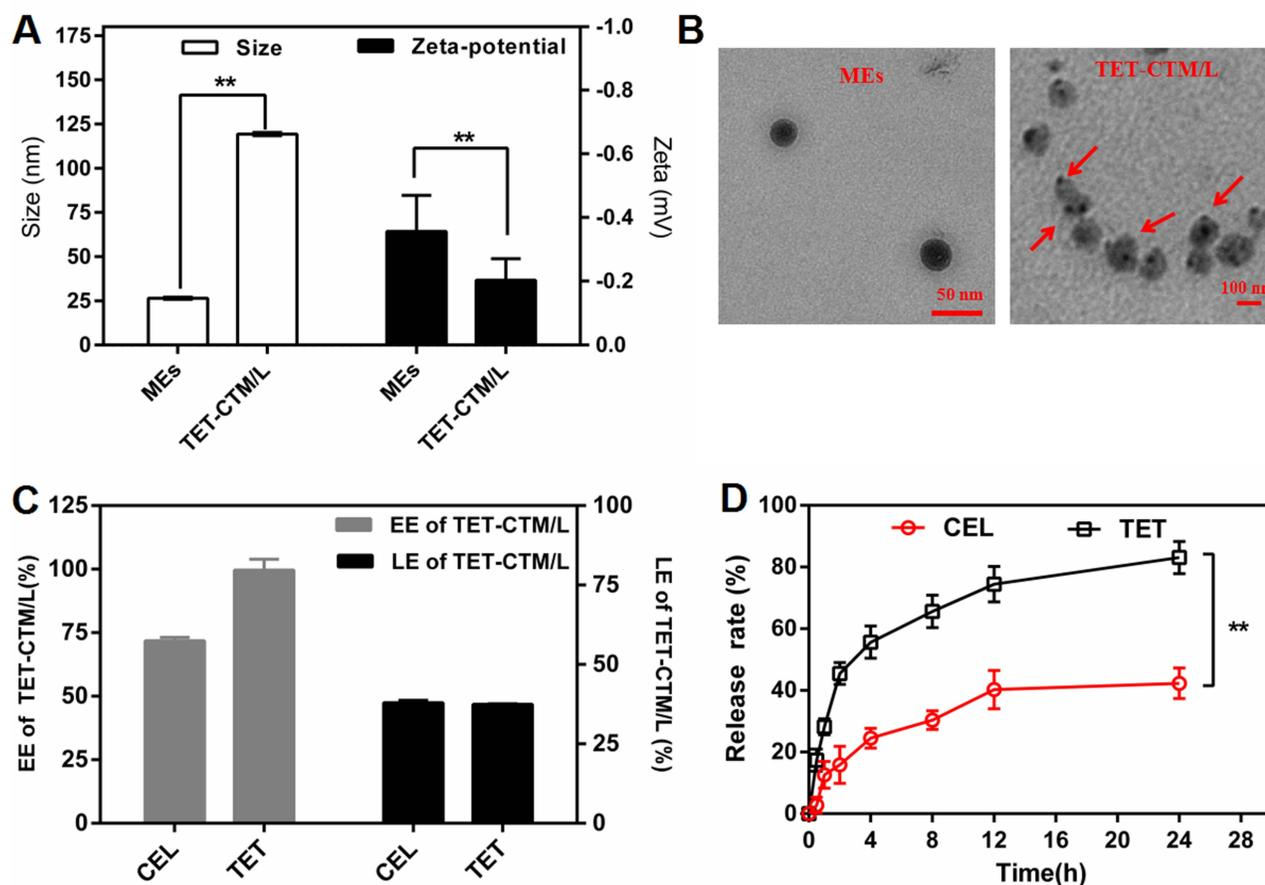 A
Size
Zeta-potential
175
150
125
100
75
50
25
0
Size (nm)
**
**
-1.0
-0.8
-0.6
-0.4
-0.2
0.0
Zeta (mV)
MEs
TET-CTM/L
MEs
TET-CTM/L
B
MEs
50 nm
TET-CTM/L
100 nm
C
EE of TET-CTM/L
LE of TET-CTM/L
125
100
75
50
25
0
EE of TET-CTM/L(%)
100
75
50
25
0
LE of TET-CTM/L (%)
CEL
TET
CEL
TET
D
CEL
TET
100
80
60
40
20
0
Release rate (%)
**
0
4
8
12
16
20
24
28
Time(h)